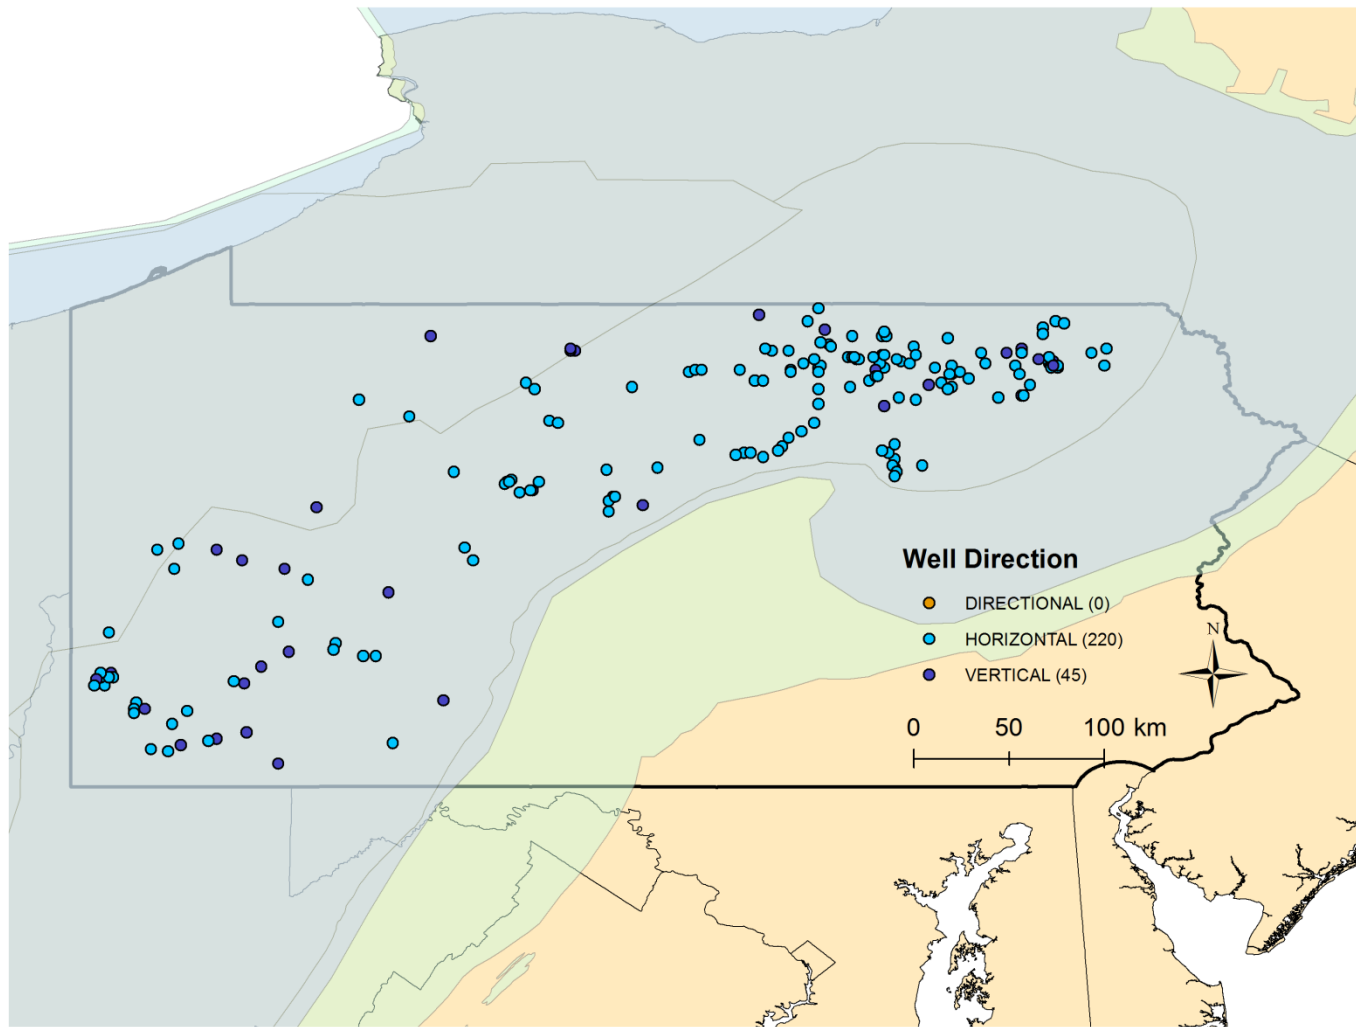 Well Direction
DIRECTIONAL (0)
HORIZONTAL (220)
VERTICAL (45)
N
0 50 100 km